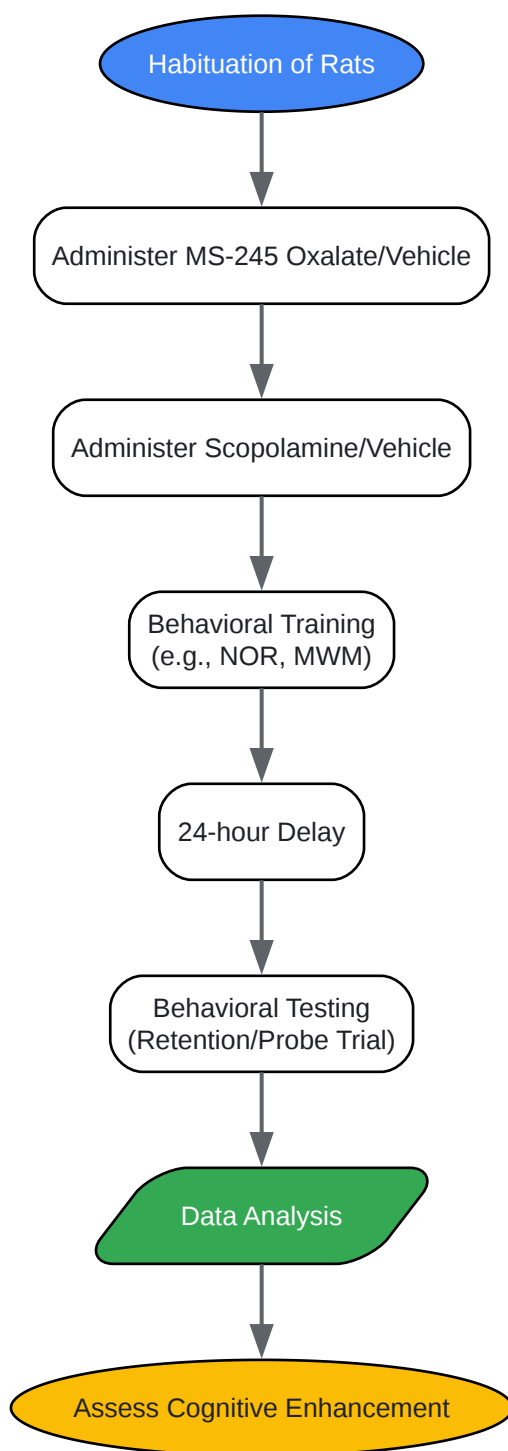 Habituation of Rats
Administer MS-245 Oxalate/Vehicle
Administer Scopolamine/Vehicle
Behavioral Training
(e.g., NOR, MWM)
24-hour Delay
Behavioral Testing
(Retention/Probe Trial)
Data Analysis
Assess Cognitive Enhancement